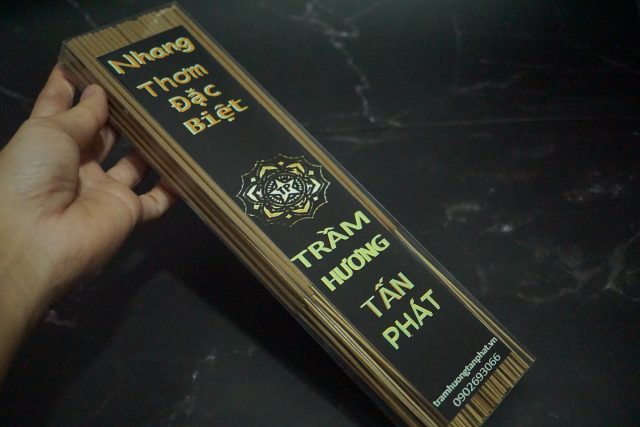 Nhang
Thơm
Đặc
Biệt
TRẦM
HƯƠNG
TẤN
PHÁT
tramhuongtanphat.vn
0902693066